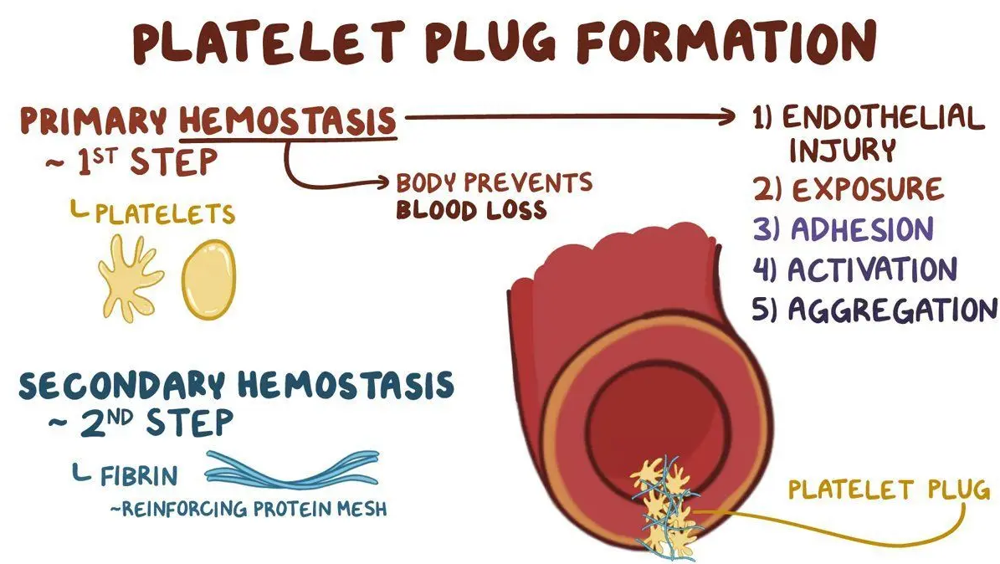 PLATELET PLUG FORMATION
PRIMARY HEMOSTASIS
~ 1ST STEP
PLATELETS
BODY PREVENTS
BLOOD LOSS
1) ENDOTHELIAL
INJURY
2) EXPOSURE
3) ADHESION
4) ACTIVATION
5) AGGREGATION
SECONDARY HEMOSTASIS
~ 2ND STEP
FIBRIN
~REINFORCING PROTEIN MESH
PLATELET PLUG